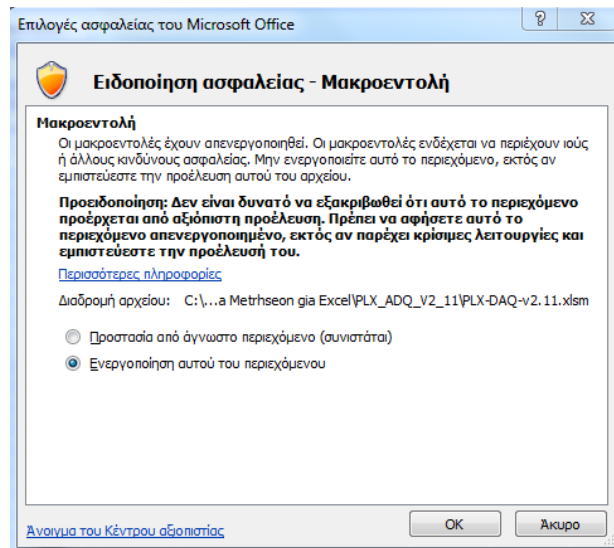 Επιλογές ασφαλείας του Microsoft Office
Ειδοποίηση ασφαλείας - Μακροεντολή
Μακροεντολή
Οι μακροεντολές έχουν απενεργοποιηθεί. Οι μακροεντολές ενδέχεται να περιέχουν ιούς
ή άλλους κινδύνους ασφαλείας. Μην ενεργοποιείτε αυτό το περιεχόμενο, εκτός αν
εμπιστεύεστε την προέλευση αυτού του αρχείου.
Προειδοποίηση: Δεν είναι δυνατό να εξακριβωθεί ότι αυτό το περιεχόμενο
προέρχεται από αξιόπιστη προέλευση. Πρέπει να αφήσετε αυτό το
περιεχόμενο απενεργοποιημένο, εκτός αν παρέχει κρίσιμες λειτουργίες και
εμπιστεύεστε την προέλευσή του.
Περισσότερες πληροφορίες
Διαδρομή αρχείου: C:\...a Metrhseon gia Excel\PLX_ADQ_V2_11\PLX-DAQ-v2.11.xlsm
Προστασία από άγνωστο περιεχόμενο (συνιστάται)
Ενεργοποίηση αυτού του περιεχόμενου
Άνοιγμα του Κέντρου αξιοπιστίας
OK
Άκυρο